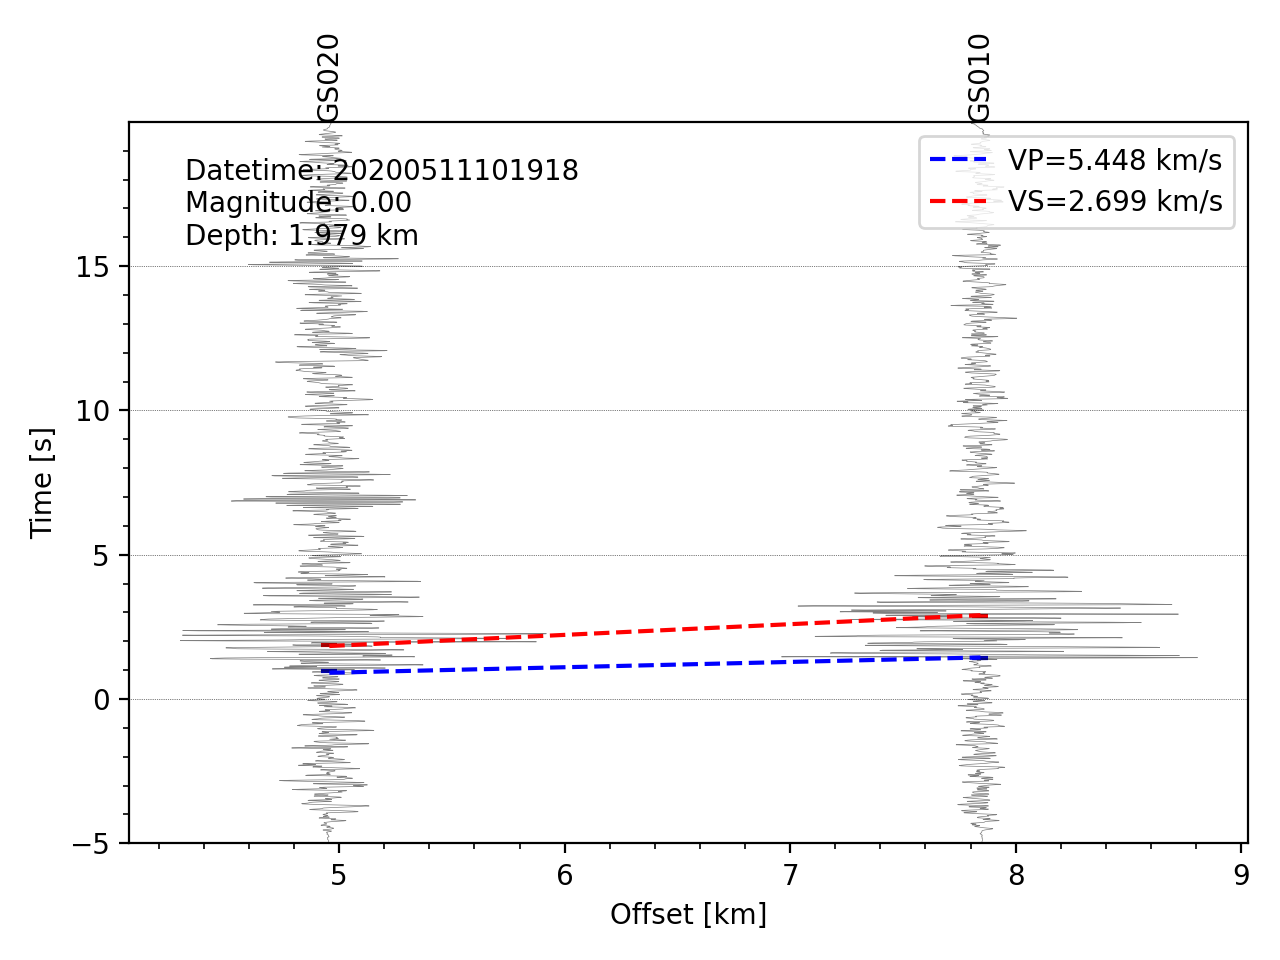 GS020
GS010
Datetime: 20200511101918
Magnitude: 0.00
Depth: 1.979 km
VP=5.448 km/s
VS=2.699 km/s
15
10
5
0
−5
Time [s]
5
6
7
8
9
Offset [km]